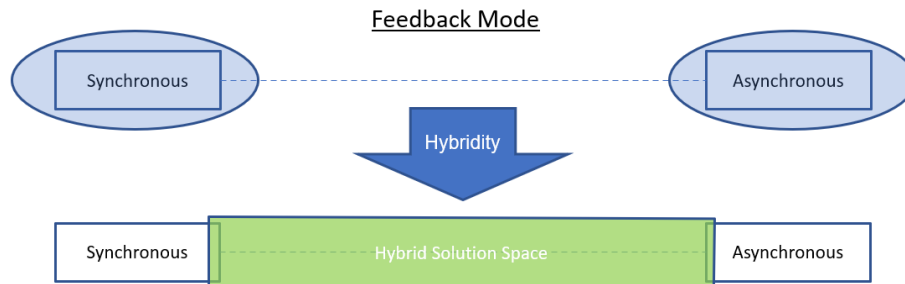 Feedback Mode
Synchronous
Asynchronous
Hybridity
Synchronous
Hybrid Solution Space
Asynchronous